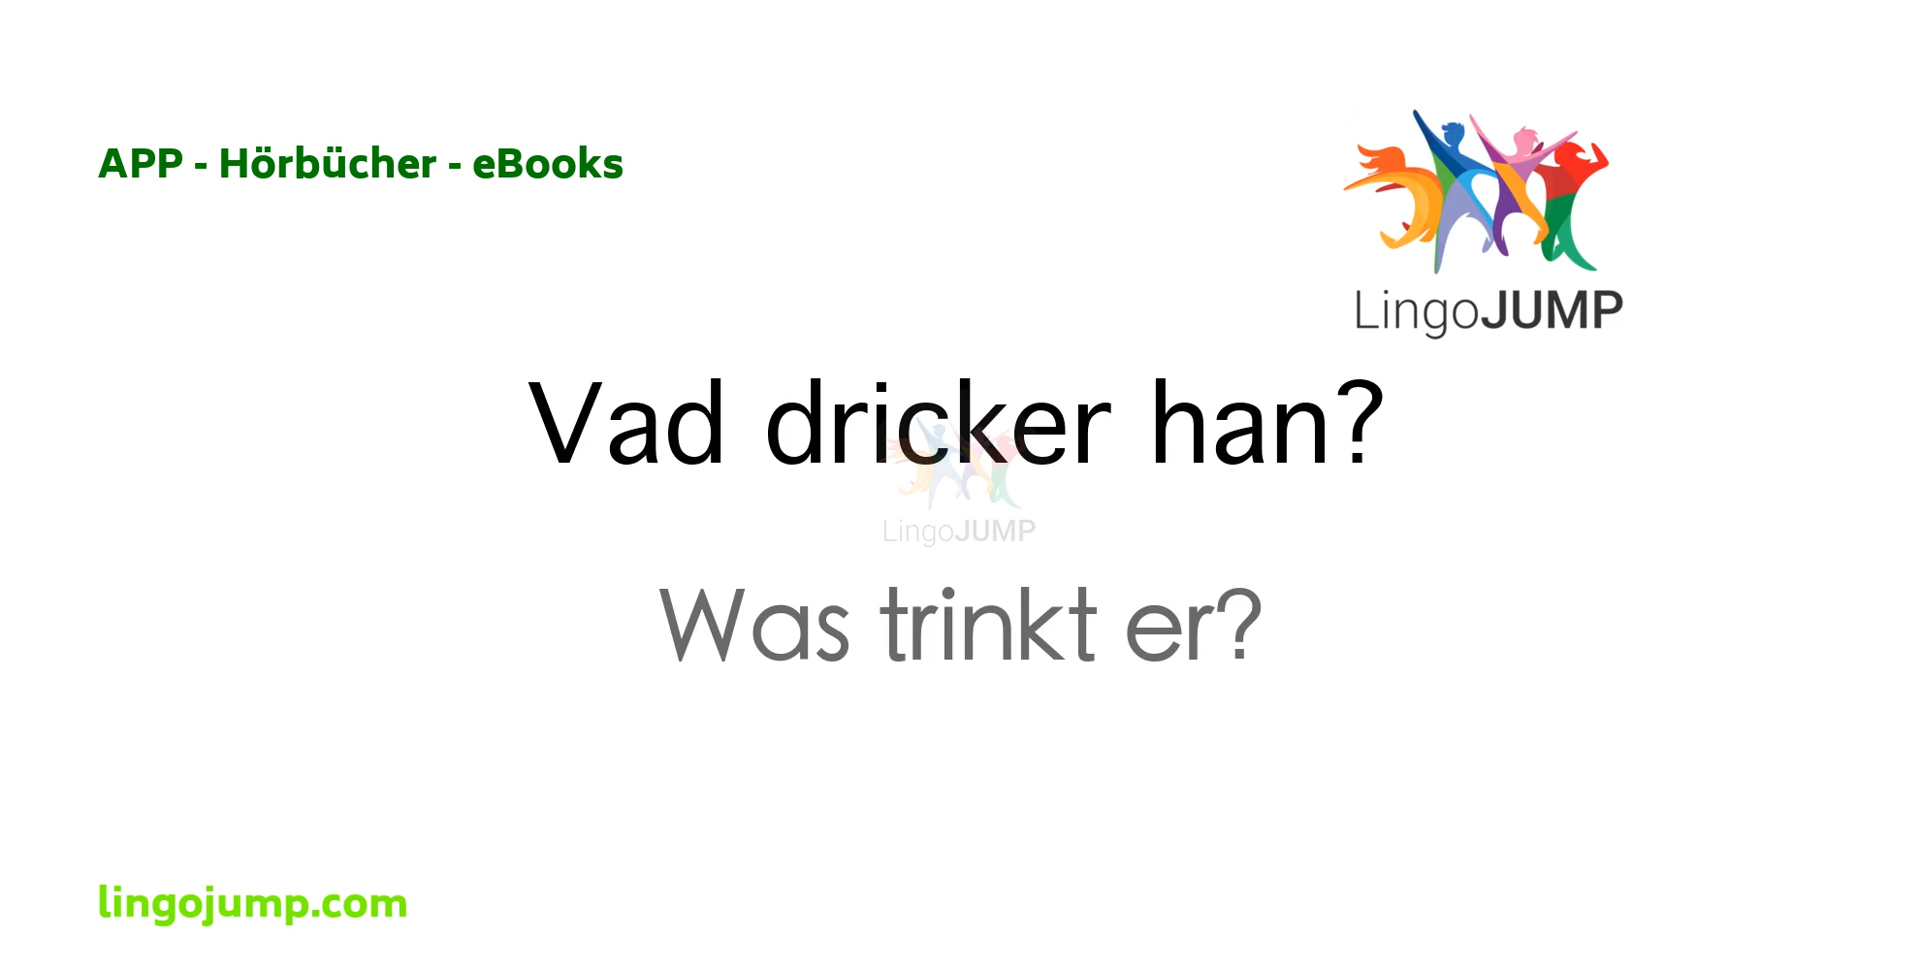 APP - Hörbücher - eBooks
LingoJUMP
Vad dricker han?
LingoJUMP
Was trinkt er?
lingojump.com